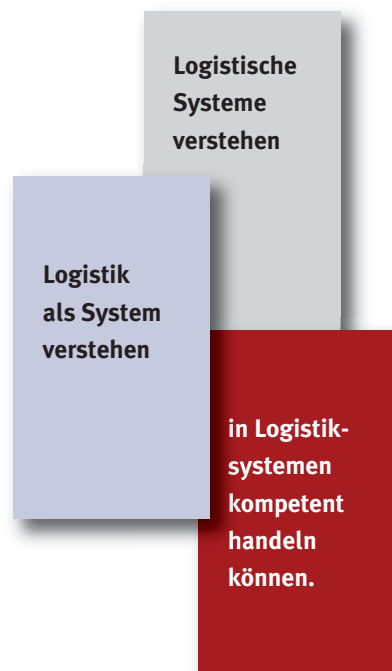 Logistische
Systeme
verstehen
Logistik
als System
verstehen
in Logistik-
systemen
kompetent
handeln
können.